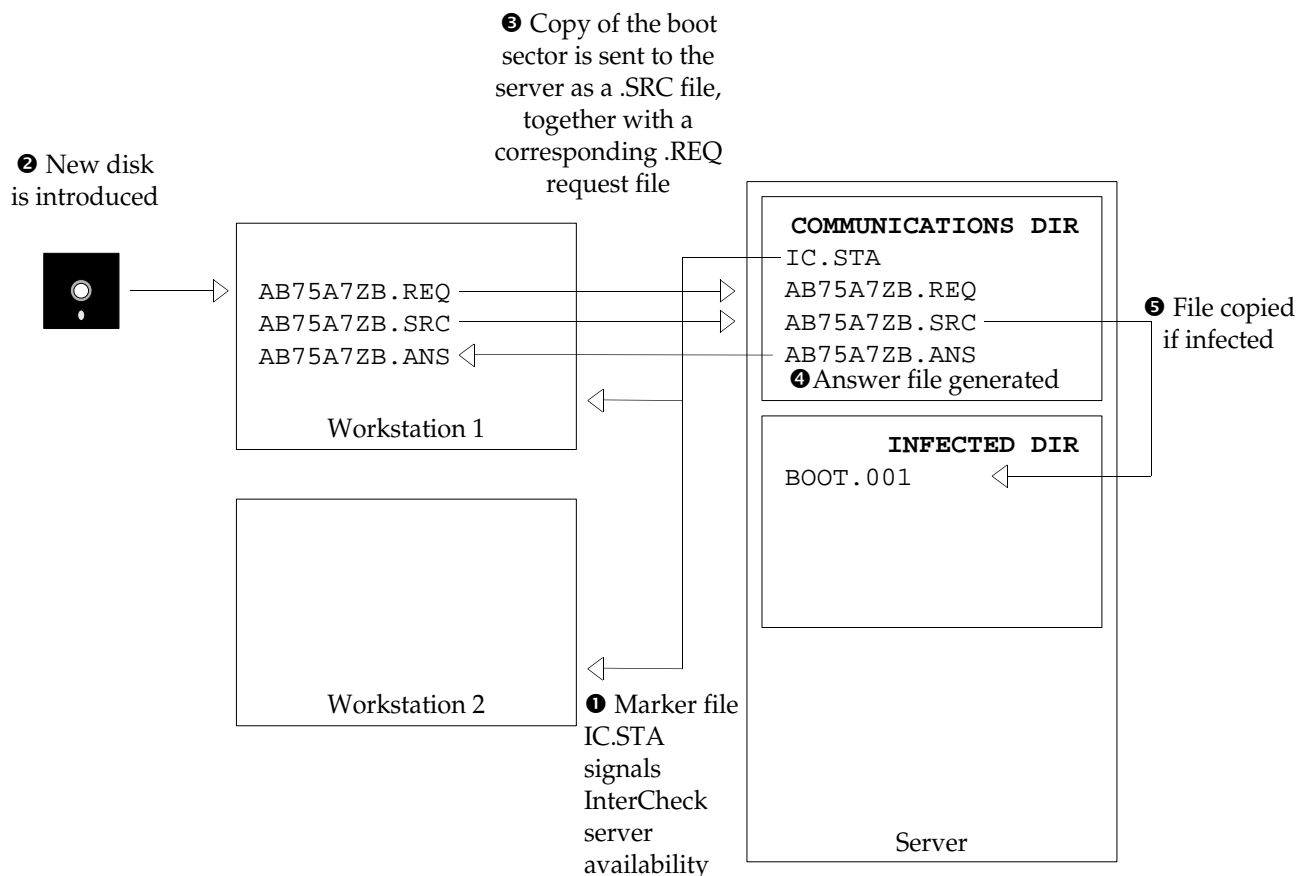 ❸ Copy of the boot
sector is sent to the
server as a .SRC file,
together with a
corresponding .REQ
request file
❷ New disk
is introduced
AB75A7ZB.REQ
AB75A7ZB.SRC
AB75A7ZB.ANS
Workstation 1
COMMUNICATIONS DIR
IC.STA
AB75A7ZB.REQ
AB75A7ZB.SRC
AB75A7ZB.ANS
❹Answer file generated
❺ File copied
if infected
INFECTED DIR
BOOT.001
Workstation 2
❶ Marker file
IC.STA
signals
InterCheck
server
availability
Server